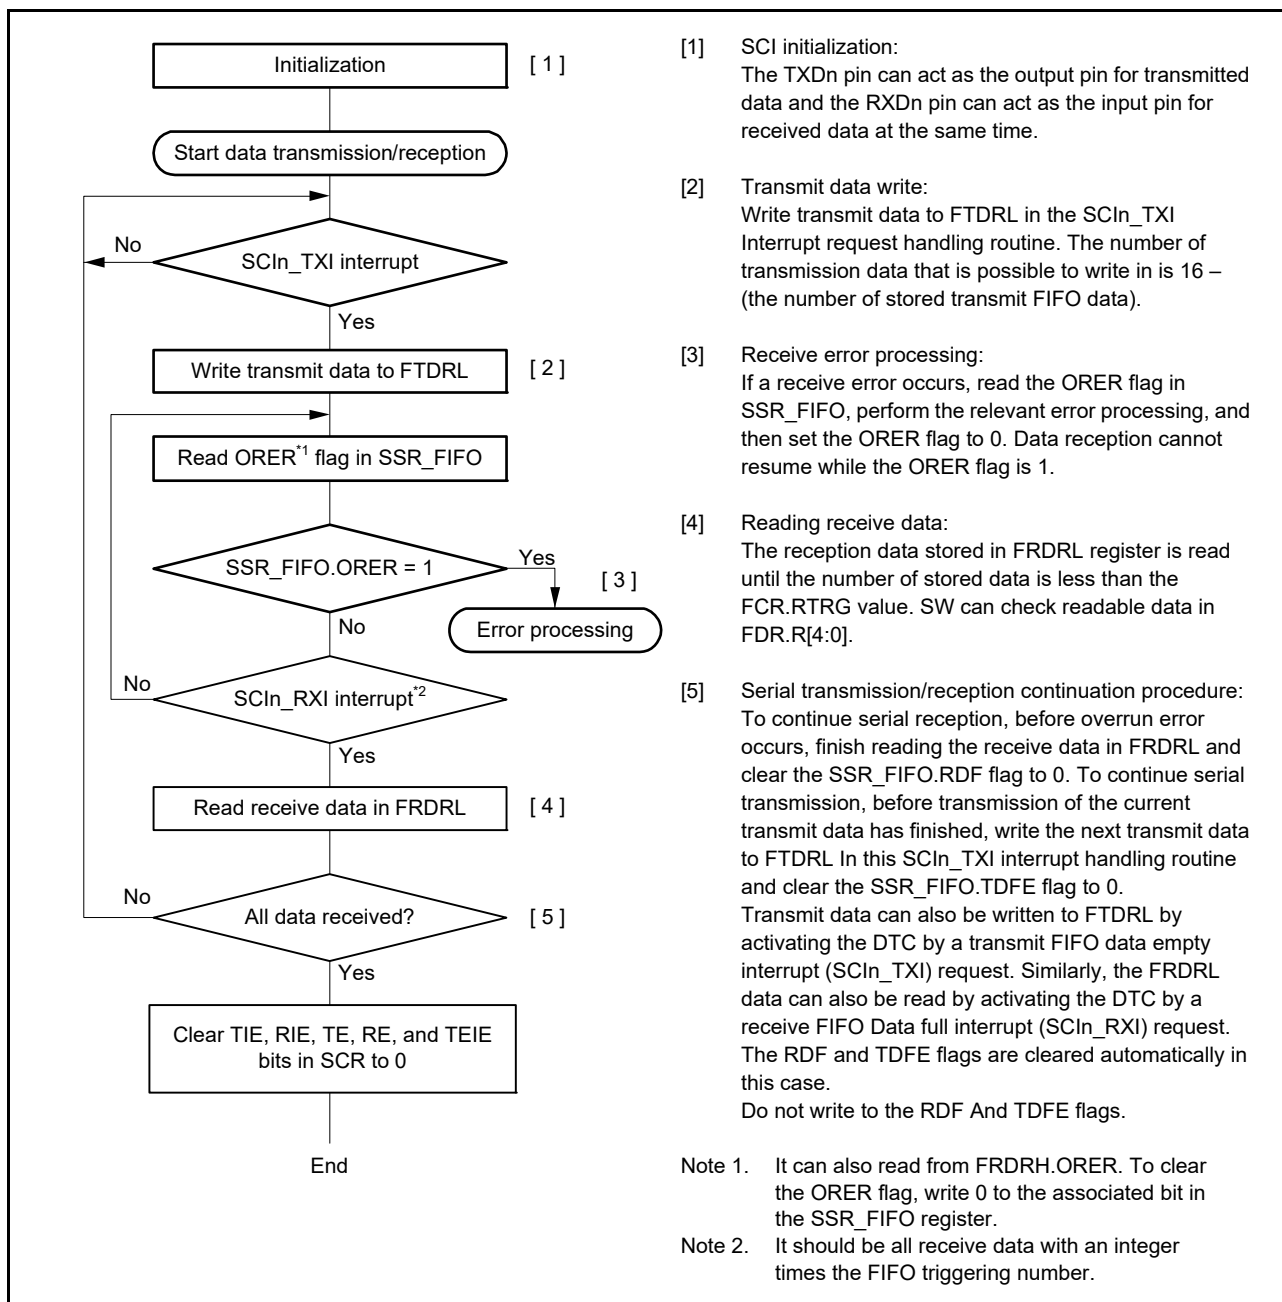 Initialization
[ 1 ]
Start data transmission/reception
No
SCIn_TXI interrupt
Yes
Write transmit data to FTDRL
[ 2 ]
Read ORER*1 flag in SSR_FIFO
SSR_FIFO.ORER = 1
Yes
[ 3 ]
Error processing
No
No
SCIn_RXI interrupt*2
Yes
Read receive data in FRDRL
[ 4 ]
No
All data received?
[ 5 ]
Yes
Clear TIE, RIE, TE, RE, and TEIE
bits in SCR to 0
End
[1] SCI initialization:
The TXDn pin can act as the output pin for transmitted
data and the RXDn pin can act as the input pin for
received data at the same time.
[2] Transmit data write:
Write transmit data to FTDRL in the SCIn_TXI
Interrupt request handling routine. The number of
transmission data that is possible to write in is 16 –
(the number of stored transmit FIFO data).
[3] Receive error processing:
If a receive error occurs, read the ORER flag in
SSR_FIFO, perform the relevant error processing, and
then set the ORER flag to 0. Data reception cannot
resume while the ORER flag is 1.
[4] Reading receive data:
The reception data stored in FRDRL register is read
until the number of stored data is less than the
FCR.RTRG value. SW can check readable data in
FDR.R[4:0].
[5] Serial transmission/reception continuation procedure:
To continue serial reception, before overrun error
occurs, finish reading the receive data in FRDRL and
clear the SSR_FIFO.RDF flag to 0. To continue serial
transmission, before transmission of the current
transmit data has finished, write the next transmit data
to FTDRL In this SCIn_TXI interrupt handling routine
and clear the SSR_FIFO.TDFE flag to 0.
Transmit data can also be written to FTDRL by
activating the DTC by a transmit FIFO data empty
interrupt (SCIn_TXI) request. Similarly, the FRDRL
data can also be read by activating the DTC by a
receive FIFO Data full interrupt (SCIn_RXI) request.
The RDF and TDFE flags are cleared automatically in
this case.
Do not write to the RDF And TDFE flags.
Note 1. It can also read from FRDRH.ORER. To clear
the ORER flag, write 0 to the associated bit in
the SSR_FIFO register.
Note 2. It should be all receive data with an integer
times the FIFO triggering number.